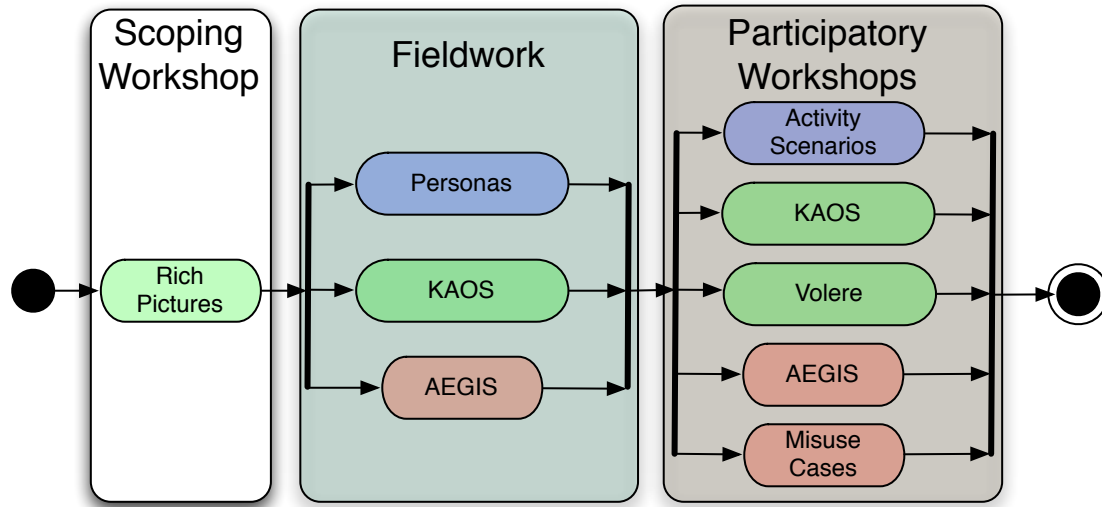 Scoping
Workshop
Rich
Pictures
Fieldwork
Personas
KAOS
AEGIS
Participatory
Workshops
Activity
Scenarios
KAOS
Volere
AEGIS
Misuse
Cases